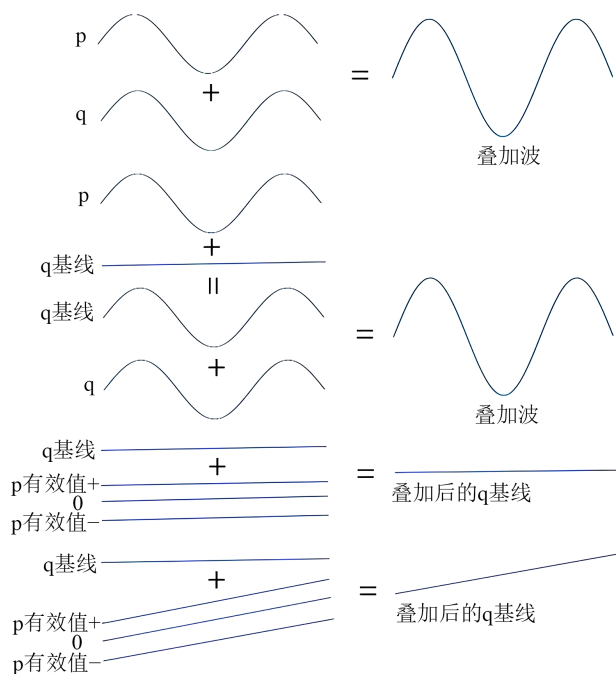 p
+ =
q
叠加波
p
+
q基线
=
q基线
=
+
q
叠加波
q基线
+
p有效值+
=
0
叠加后的q基线
p有效值−
q基线
+
=
p有效值+
叠加后的q基线
0
p有效值−